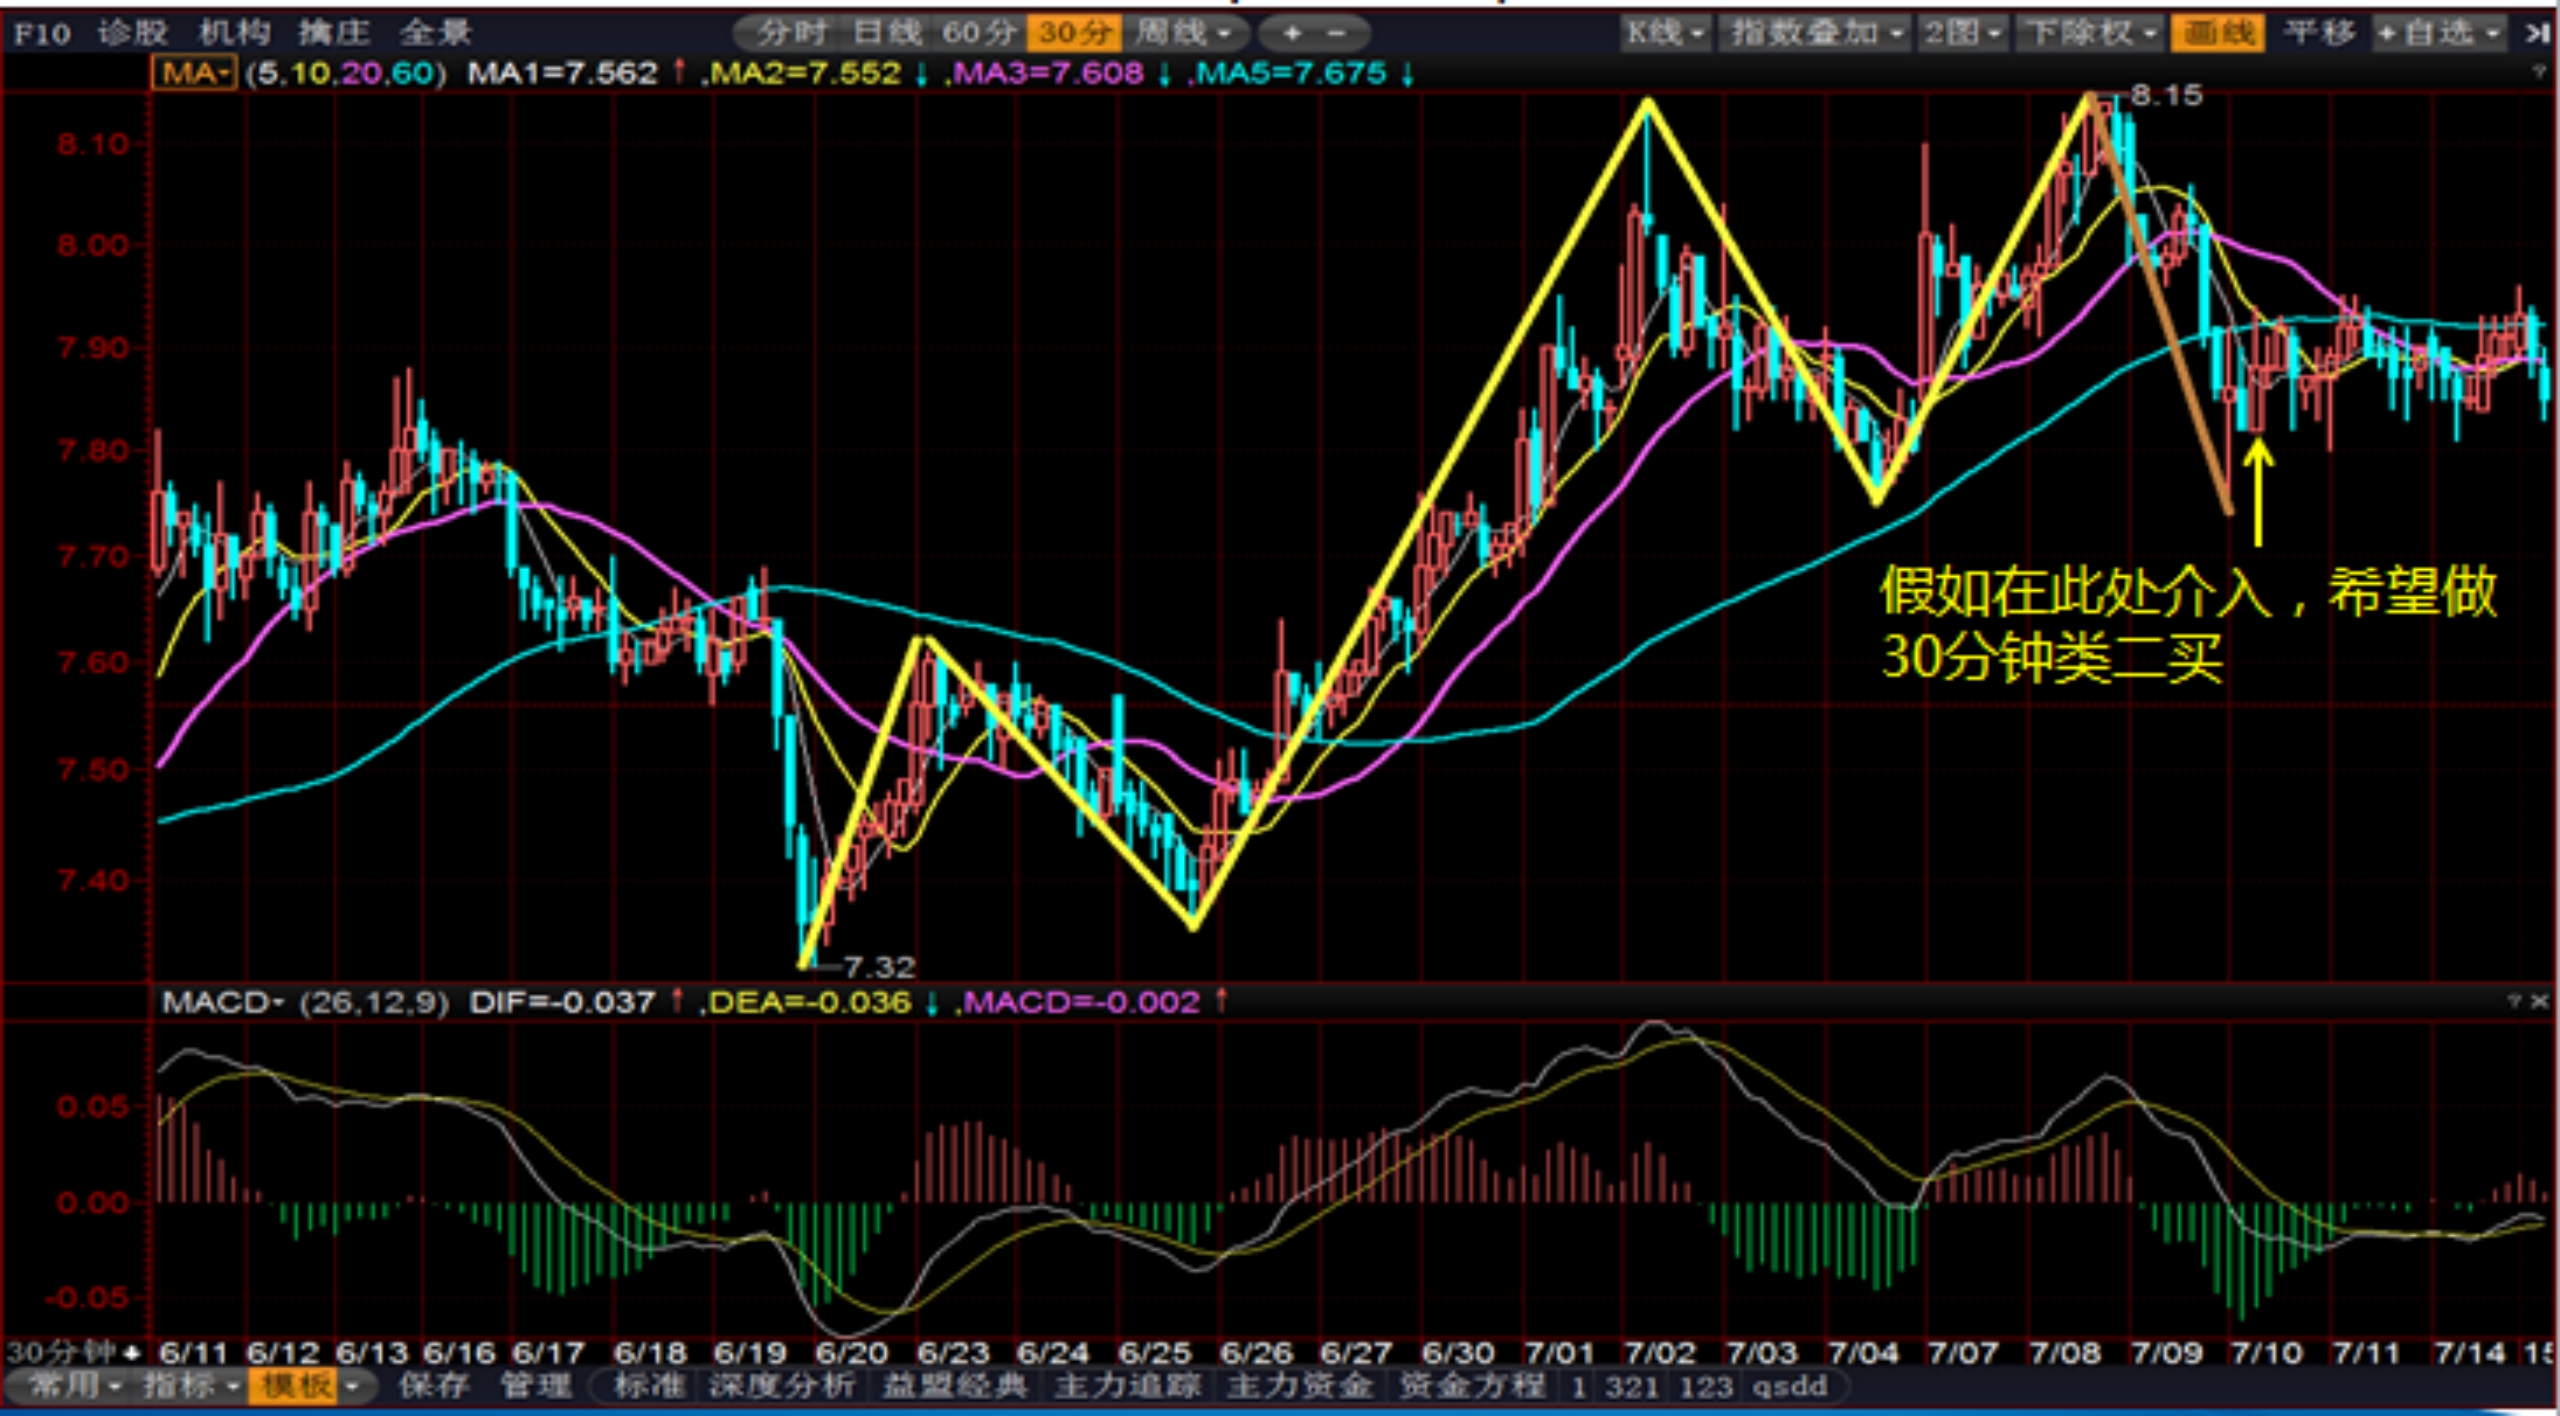 F10 诊股 机构 擒庄 全景 分时 日线 60分 30分 周线 + - K线 指数叠加 2图 下除权 画线 平移 +自选
MA (5,10,20,60) MA1=7.562 ↑ ,MA2=7.552 ↓ ,MA3=7.608 ↓ ,MA5=7.675 ↓ ?
8.15
8.10
8.00
7.90
7.80
7.70
假如在此处介入，希望做
30分钟类二买
7.60
7.50
7.40
7.32
MACD (26,12,9) DIF=-0.037 ↑ ,DEA=-0.036 ↓ ,MACD=-0.002 ↑ ? ×
0.05
0.00
-0.05
30分钟 6/11 6/12 6/13 6/16 6/17 6/18 6/19 6/20 6/23 6/24 6/25 6/26 6/27 6/30 7/01 7/02 7/03 7/04 7/07 7/08 7/09 7/10 7/11 7/14 15
常用 指标 模板 保存 管理 标准 深度分析 益盟经典 主力追踪 主力资金 资金方程 1 321 123 qsdd